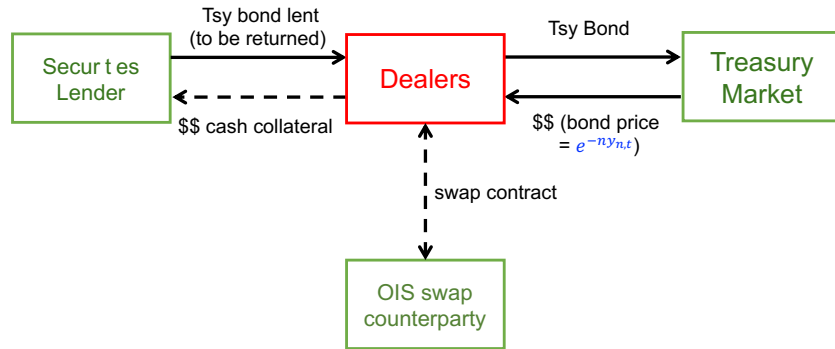 Tsy bond lent
(to be returned)
Tsy Bond
Secur t es
Lender
Dealers
Treasury
Market
$$ cash collateral
$$ (bond price
= e^{-ny_{n,t}})
swap contract
OIS swap
counterparty